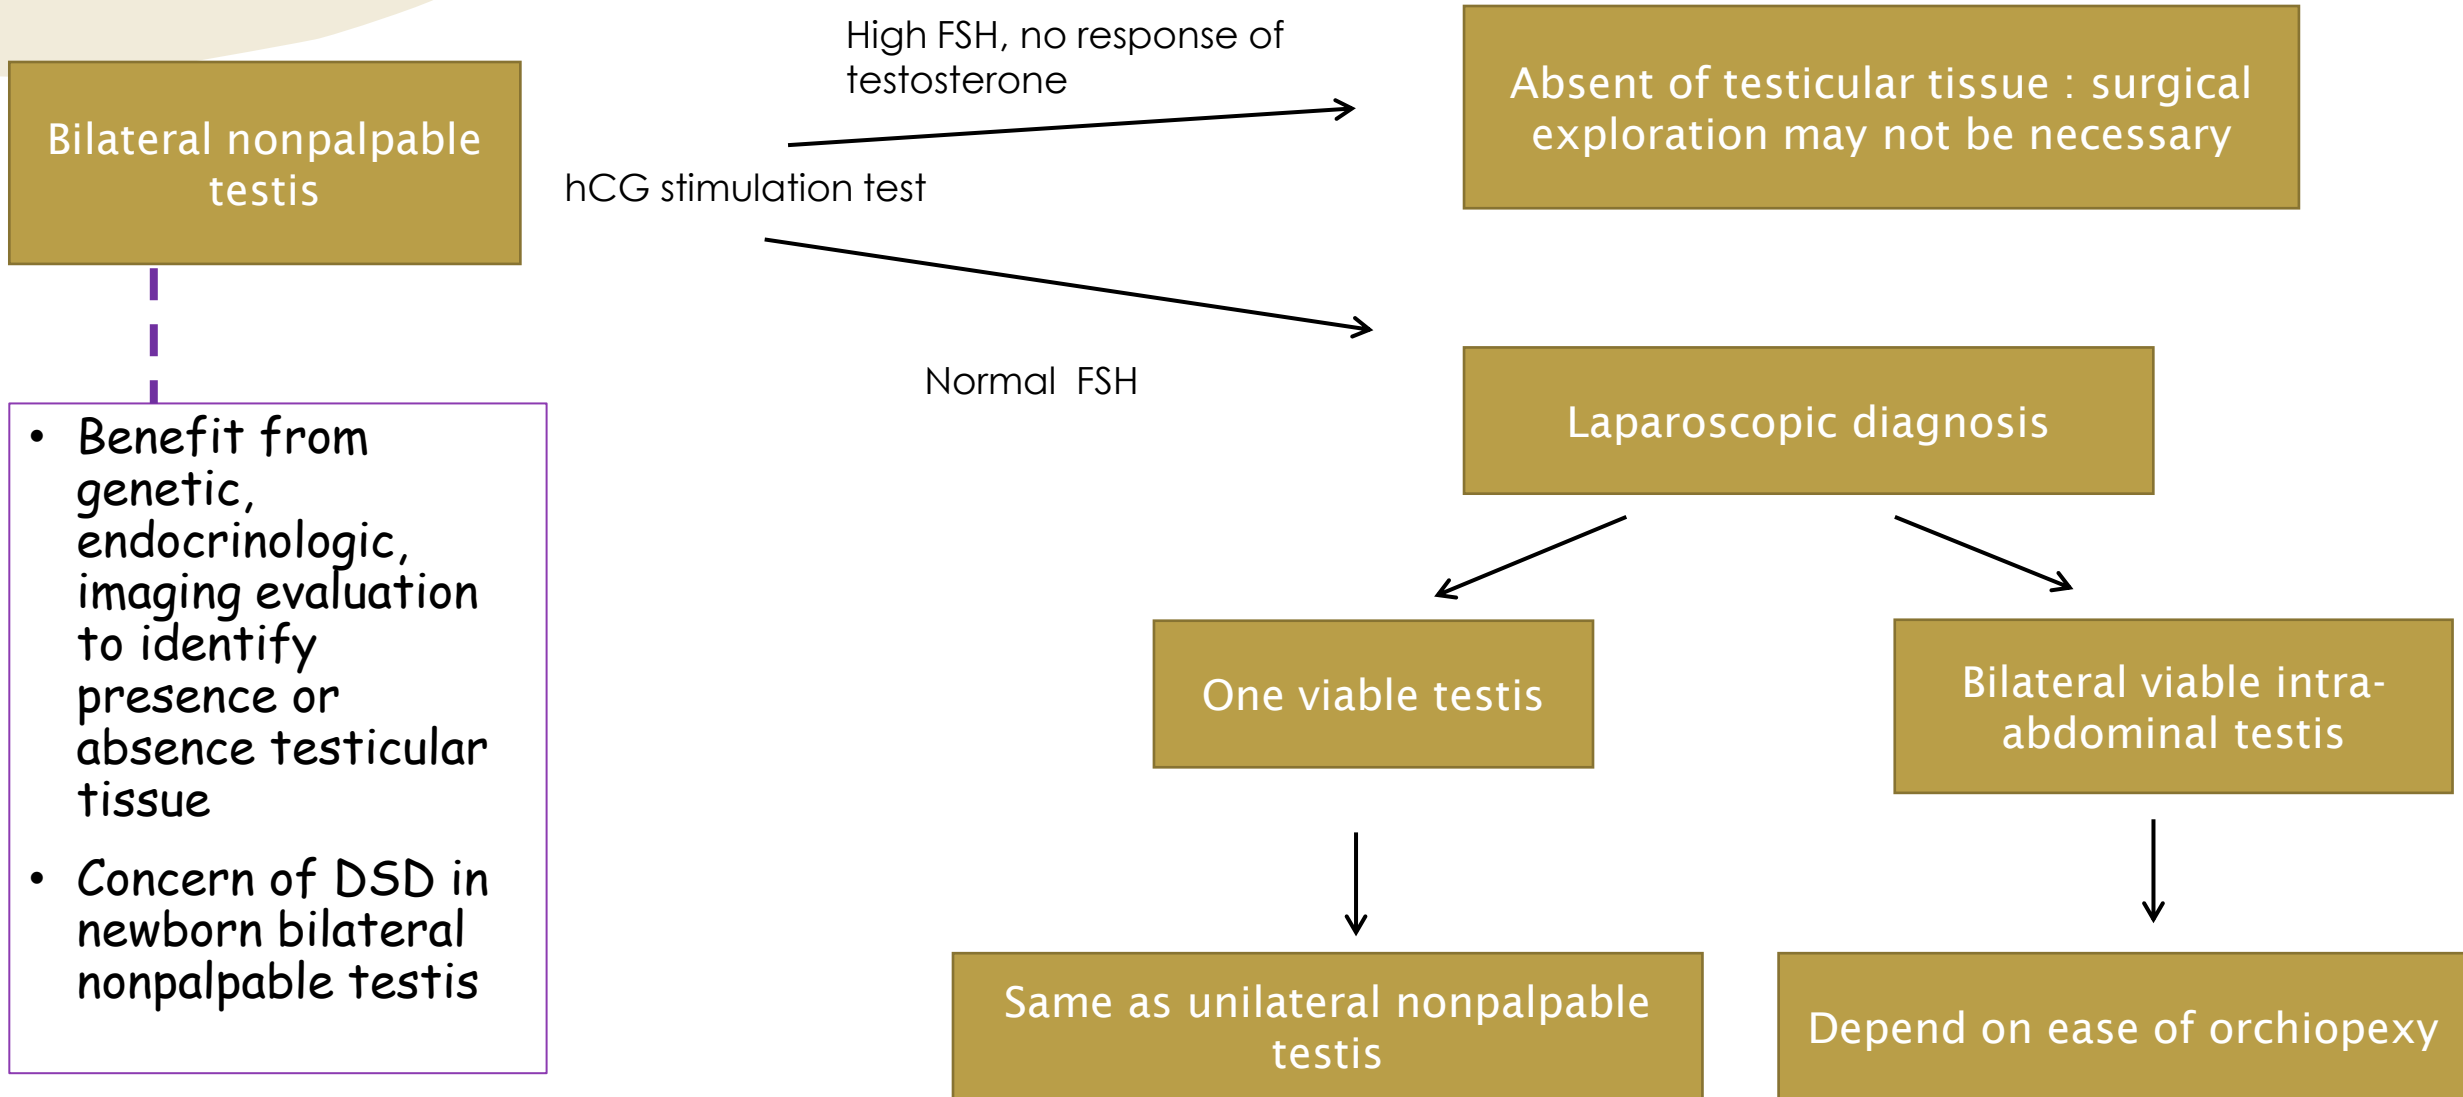 Bilateral nonpalpable
testis
High FSH, no response of
testosterone
hCG stimulation test
Normal FSH
Absent of testicular tissue : surgical
exploration may not be necessary
Laparoscopic diagnosis
One viable testis
Bilateral viable intra-
abdominal testis
Same as unilateral nonpalpable
testis
Depend on ease of orchiopexy
• Benefit from
genetic,
endocrinologic,
imaging evaluation
to identify
presence or
absence testicular
tissue
• Concern of DSD in
newborn bilateral
nonpalpable testis